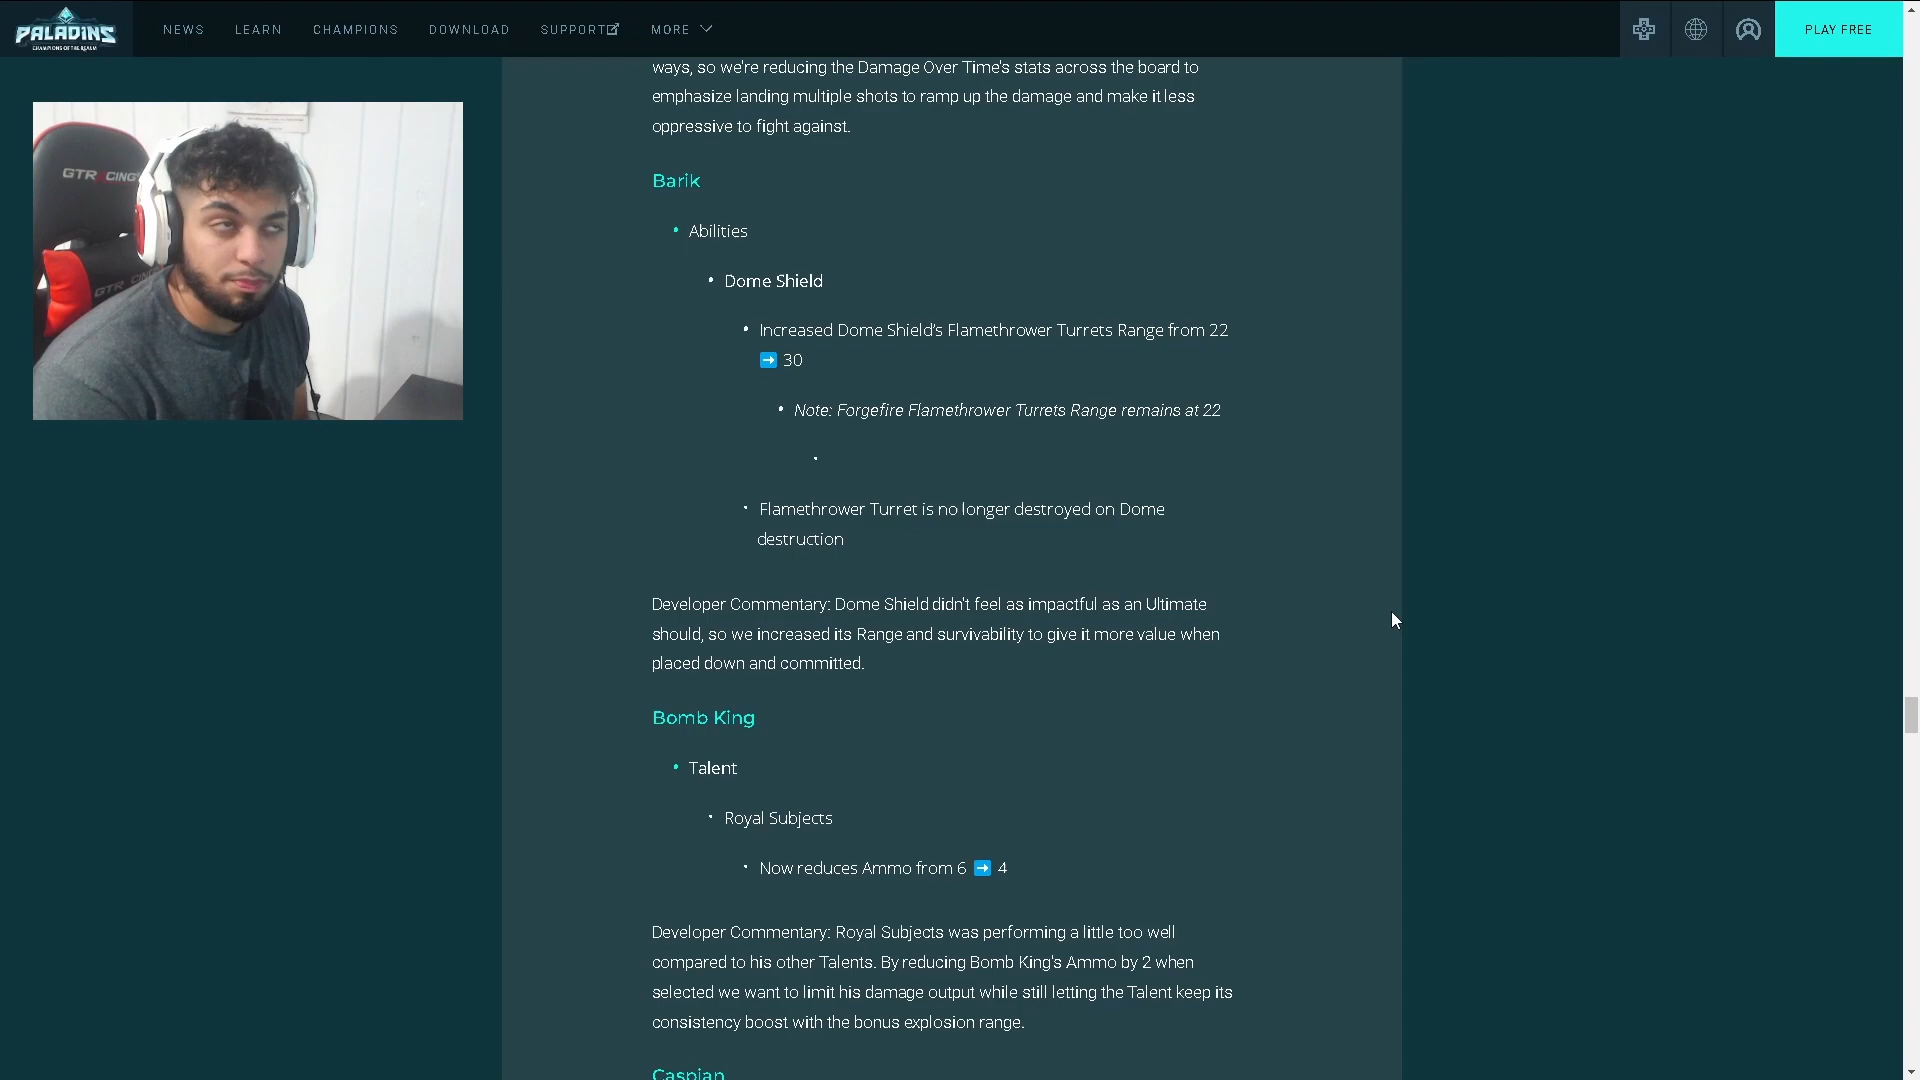 PALADINS
CHAMPIONS OF THE REALM
NEWS
LEARN
CHAMPIONS
DOWNLOAD
SUPPORT
MORE
PLAY FREE
ways, so we're reducing the Damage Over Time's stats across the board to
emphasize landing multiple shots to ramp up the damage and make it less
oppressive to fight against.
GTRACING
Barik
• Abilities
• Dome Shield
• Increased Dome Shield’s Flamethrower Turrets Range from 22
➡ 30
• Note: Forgefire Flamethrower Turrets Range remains at 22
•
• Flamethrower Turret is no longer destroyed on Dome
destruction
Developer Commentary: Dome Shield didn't feel as impactful as an Ultimate
should, so we increased its Range and survivability to give it more value when
placed down and committed.
Bomb King
• Talent
• Royal Subjects
• Now reduces Ammo from 6 ➡ 4
Developer Commentary: Royal Subjects was performing a little too well
compared to his other Talents. By reducing Bomb King's Ammo by 2 when
selected we want to limit his damage output while still letting the Talent keep its
consistency boost with the bonus explosion range.
Caspian